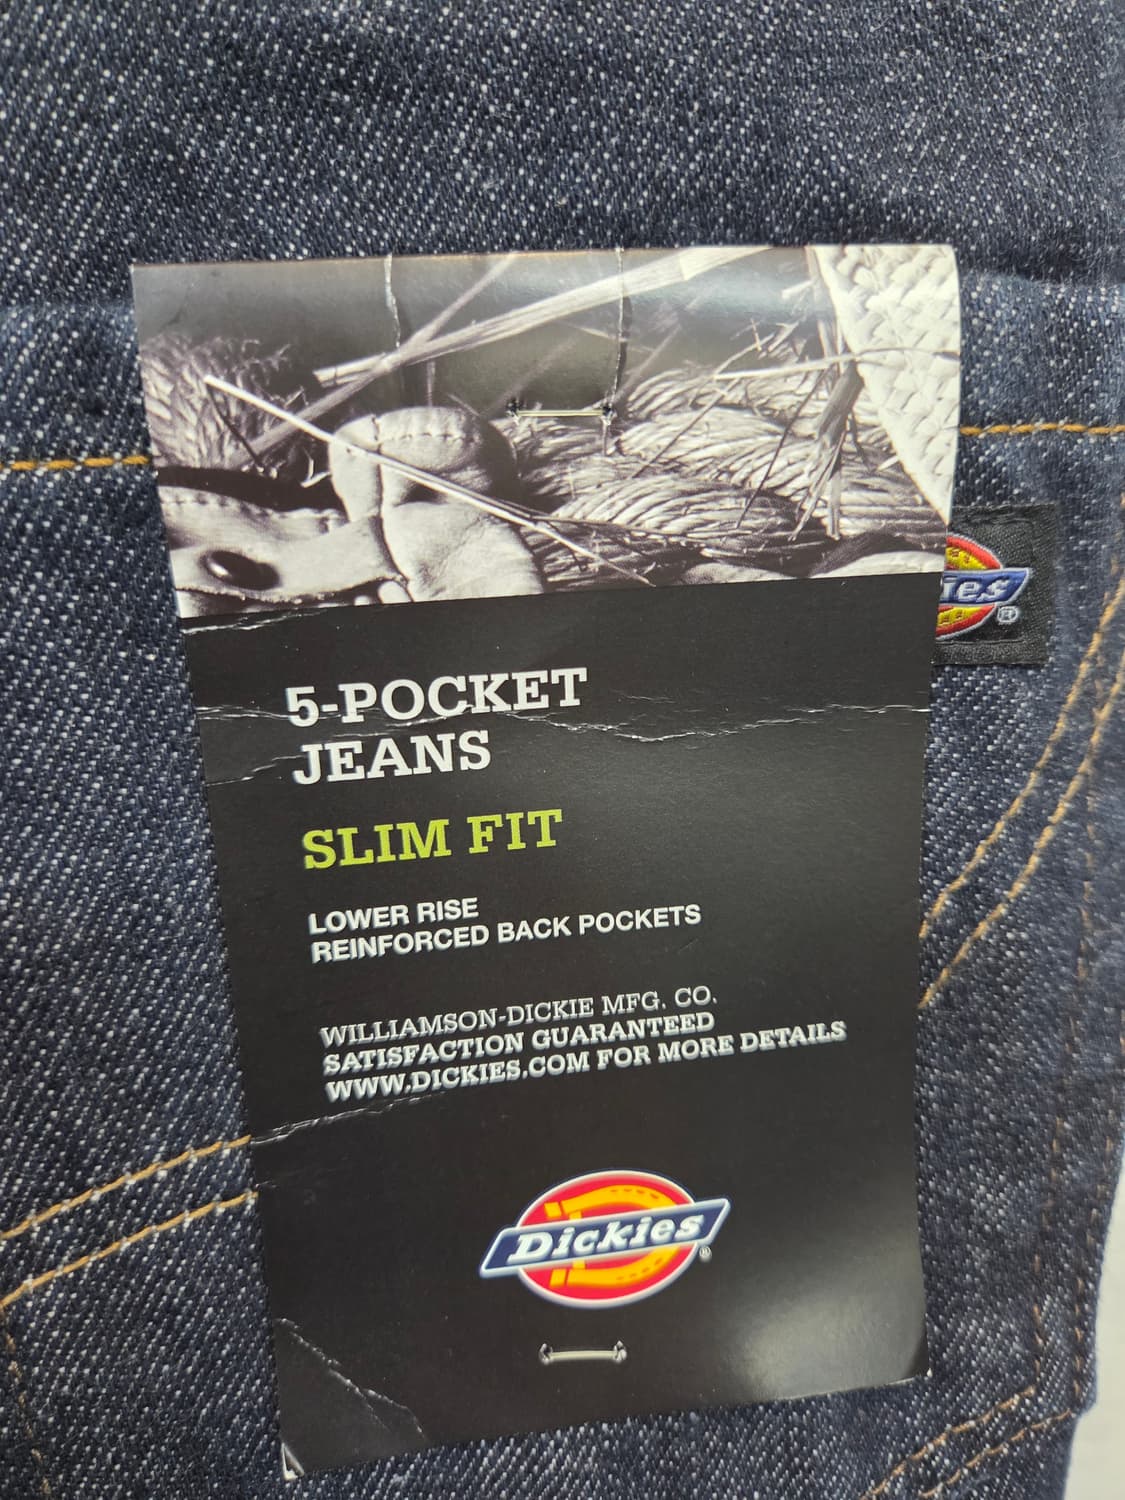 5-POCKET
JEANS
SLIM FIT
LOWER RISE
REINFORCED BACK POCKETS
WILLIAMSON-DICKIE MFG. CO.
SATISFACTION GUARANTEED
WWW.DICKIES.COM FOR MORE DETAILS
Dickies®
ies®